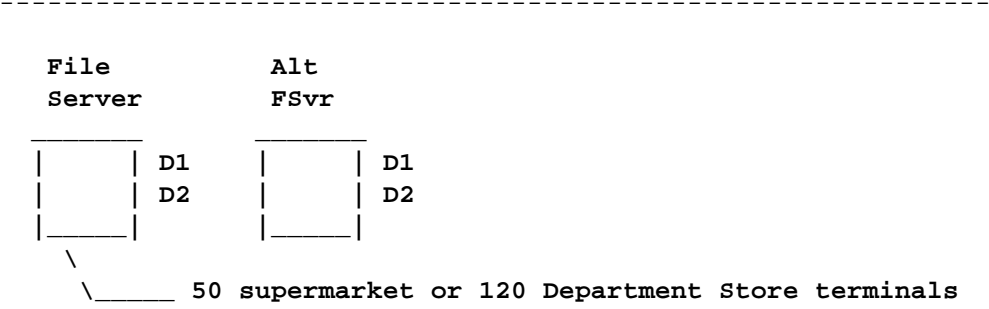 File Alt
Server FSvr
D1 D1
D2 D2
50 supermarket or 120 Department Store terminals